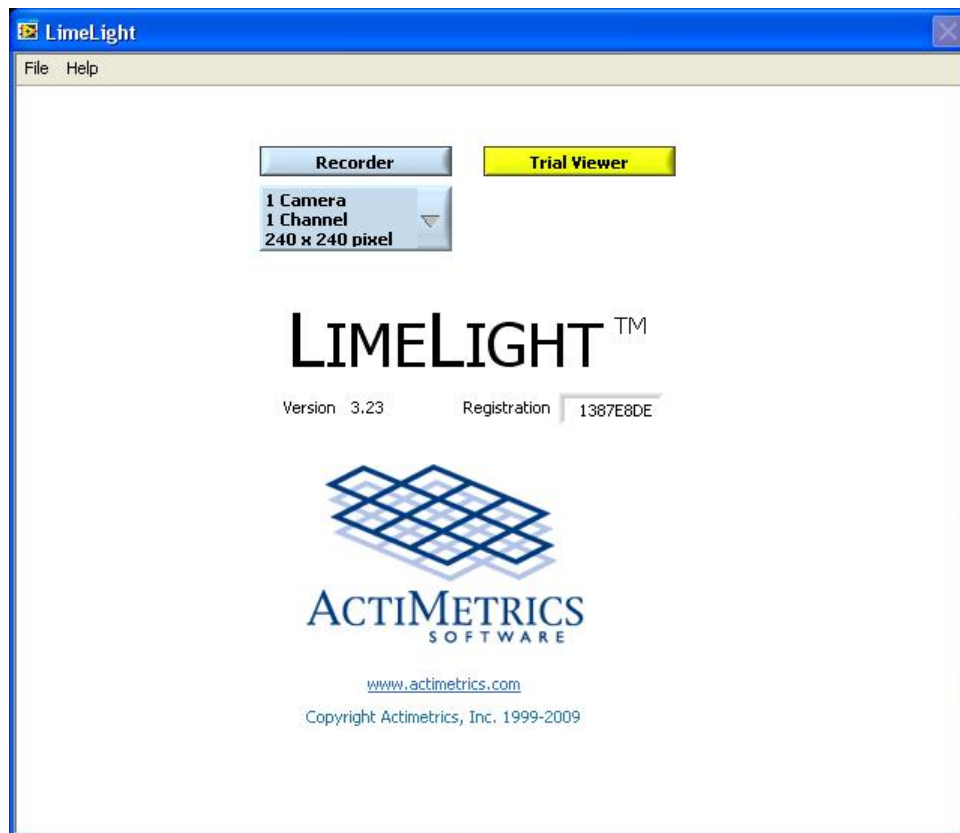 LimeLight
File Help
Recorder Trial Viewer
1 Camera
1 Channel
240 x 240 pixel
LIMELIGHT TM
Version 3.23 Registration 1387E8DE
ACTIMETRICS
SOFTWARE
www.actimetrics.com
Copyright Actimetrics, Inc. 1999-2009